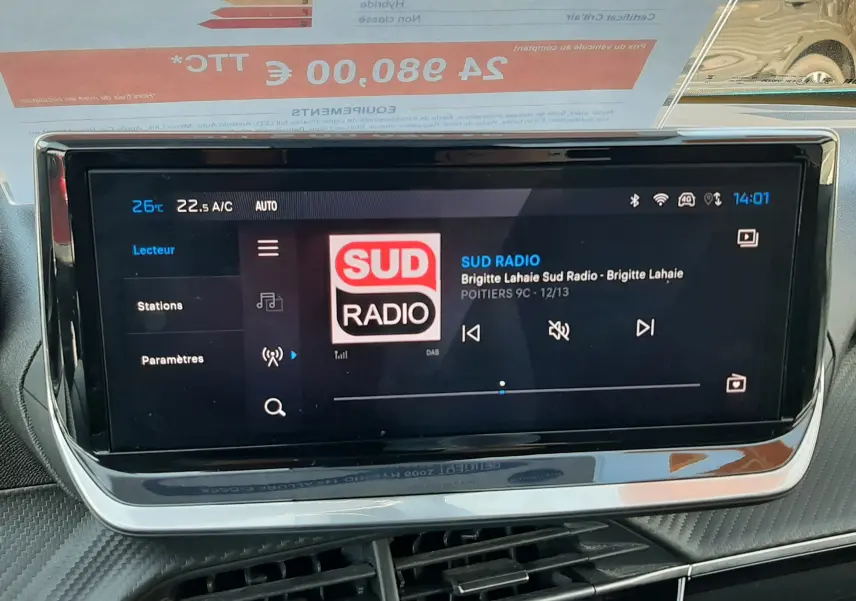 Hybride
Non classé
Certificat Crit'air
Prix du véhicule au comptant
24 980,00 € TTC*
EQUIPEMENTS
26°C 22.5 A/C AUTO
4G
14:01
Lecteur
Stations
Paramètres
SUD
RADIO
DAB
SUD RADIO
Brigitte Lahaie Sud Radio - Brigitte Lahaie
POITIERS 9C - 12/13